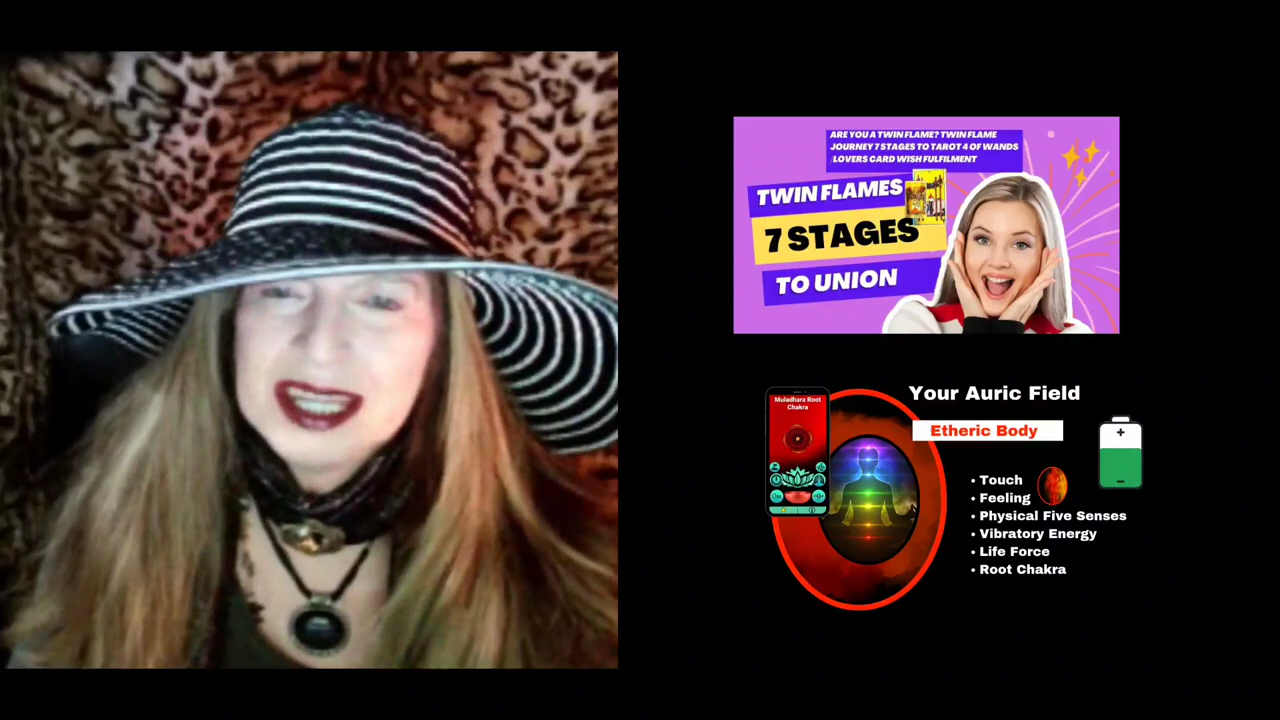 ARE YOU A TWIN FLAME? TWIN FLAME
JOURNEY 7 STAGES TO TAROT 4 OF WANDS
LOVERS CARD WISH FULFILMENT
TWIN FLAMES
7 STAGES
TO UNION
Muladhara Root
Chakra
Your Auric Field
Etheric Body
• Touch
• Feeling
• Physical Five Senses
• Vibratory Energy
• Life Force
• Root Chakra